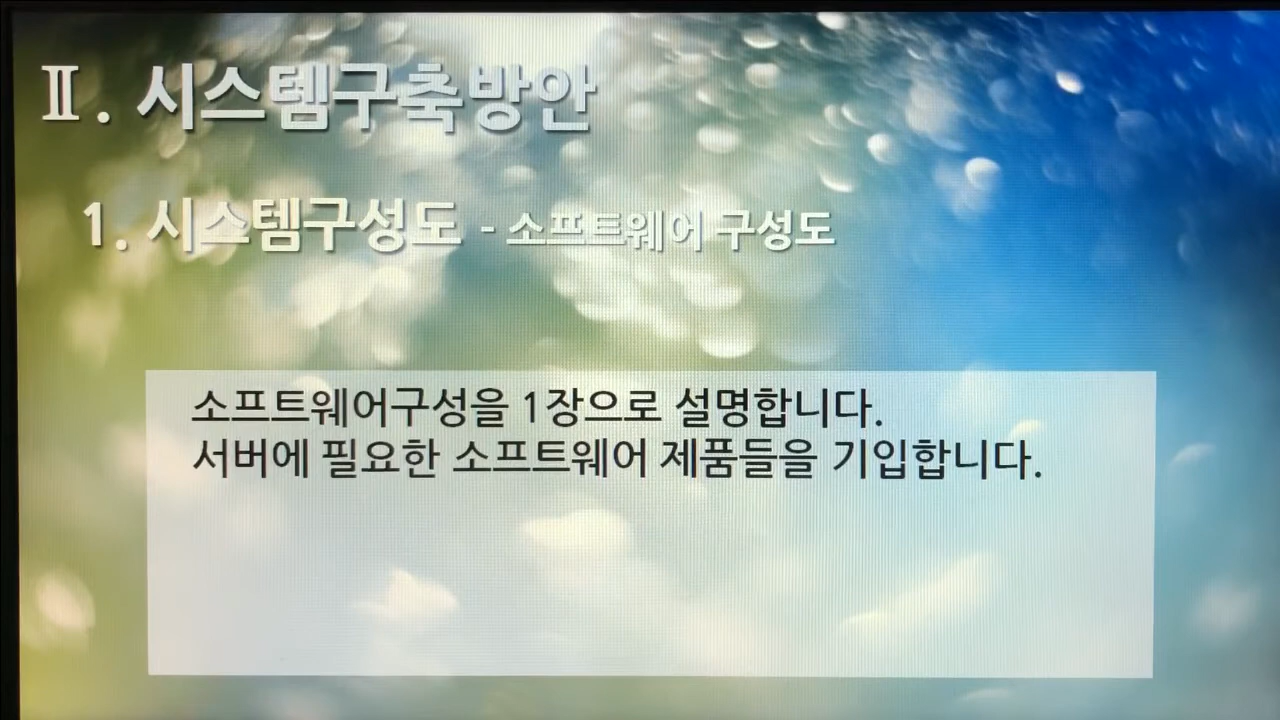 Ⅱ. 시스템구축방안
1. 시스템구성도 - 소프트웨어 구성도
소프트웨어구성을 1장으로 설명합니다.
서버에 필요한 소프트웨어 제품들을 기입합니다.